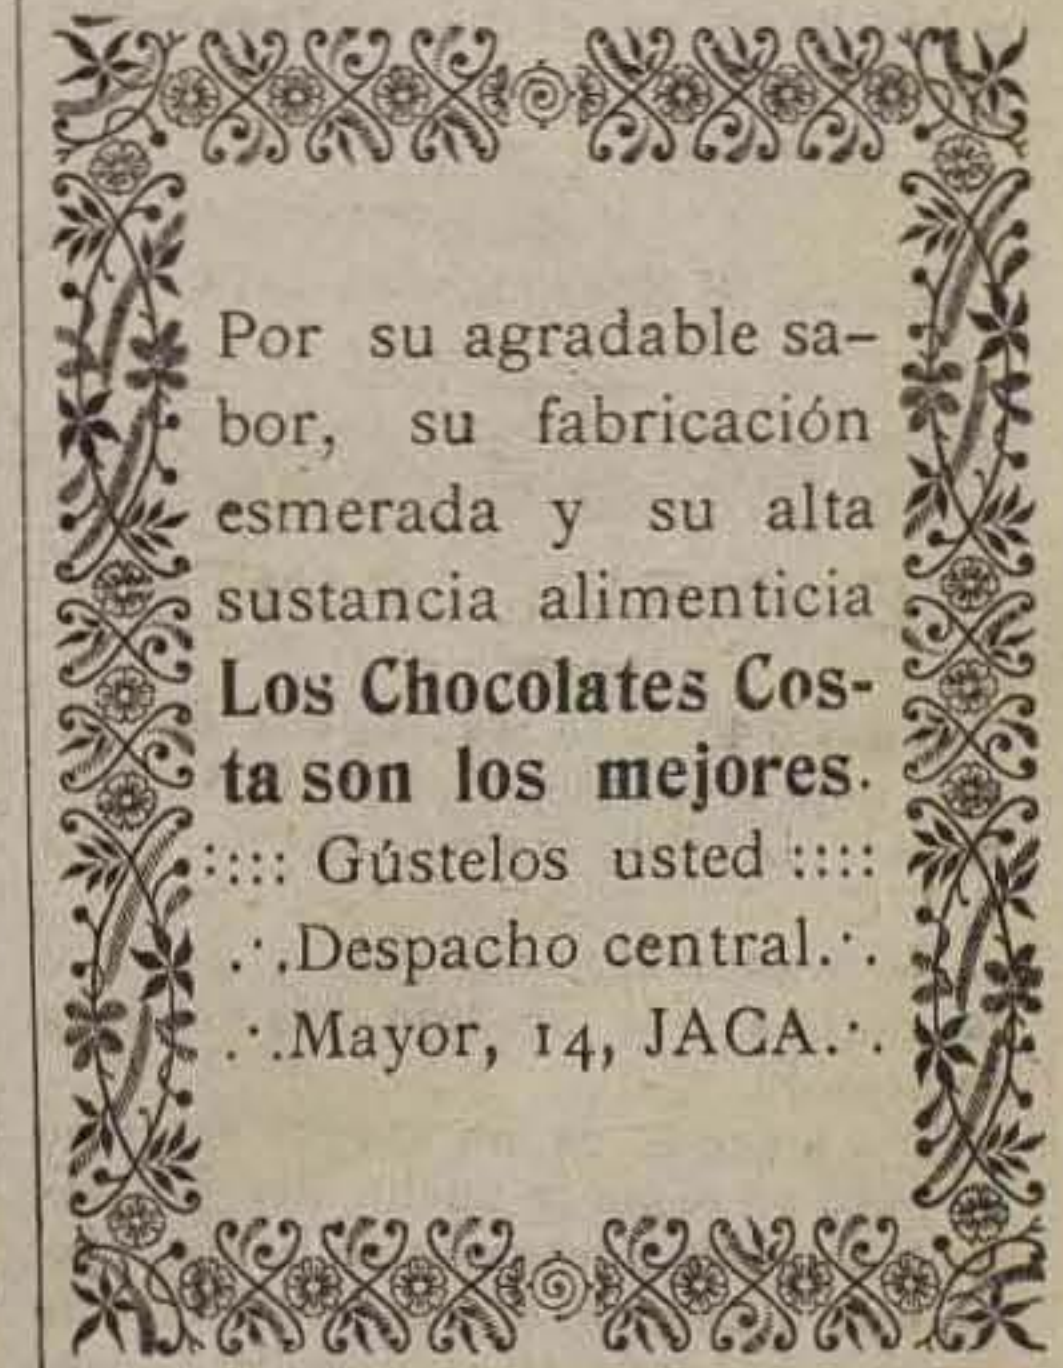 Por su agradable sa-
bor, su fabricación
esmerada y su alta
sustancia alimenticia
Los Chocolates Cos-
ta son los mejores.
:::: Gústelos usted ::::
.·.Despacho central.·.
.·.Mayor, 14, JACA.·.